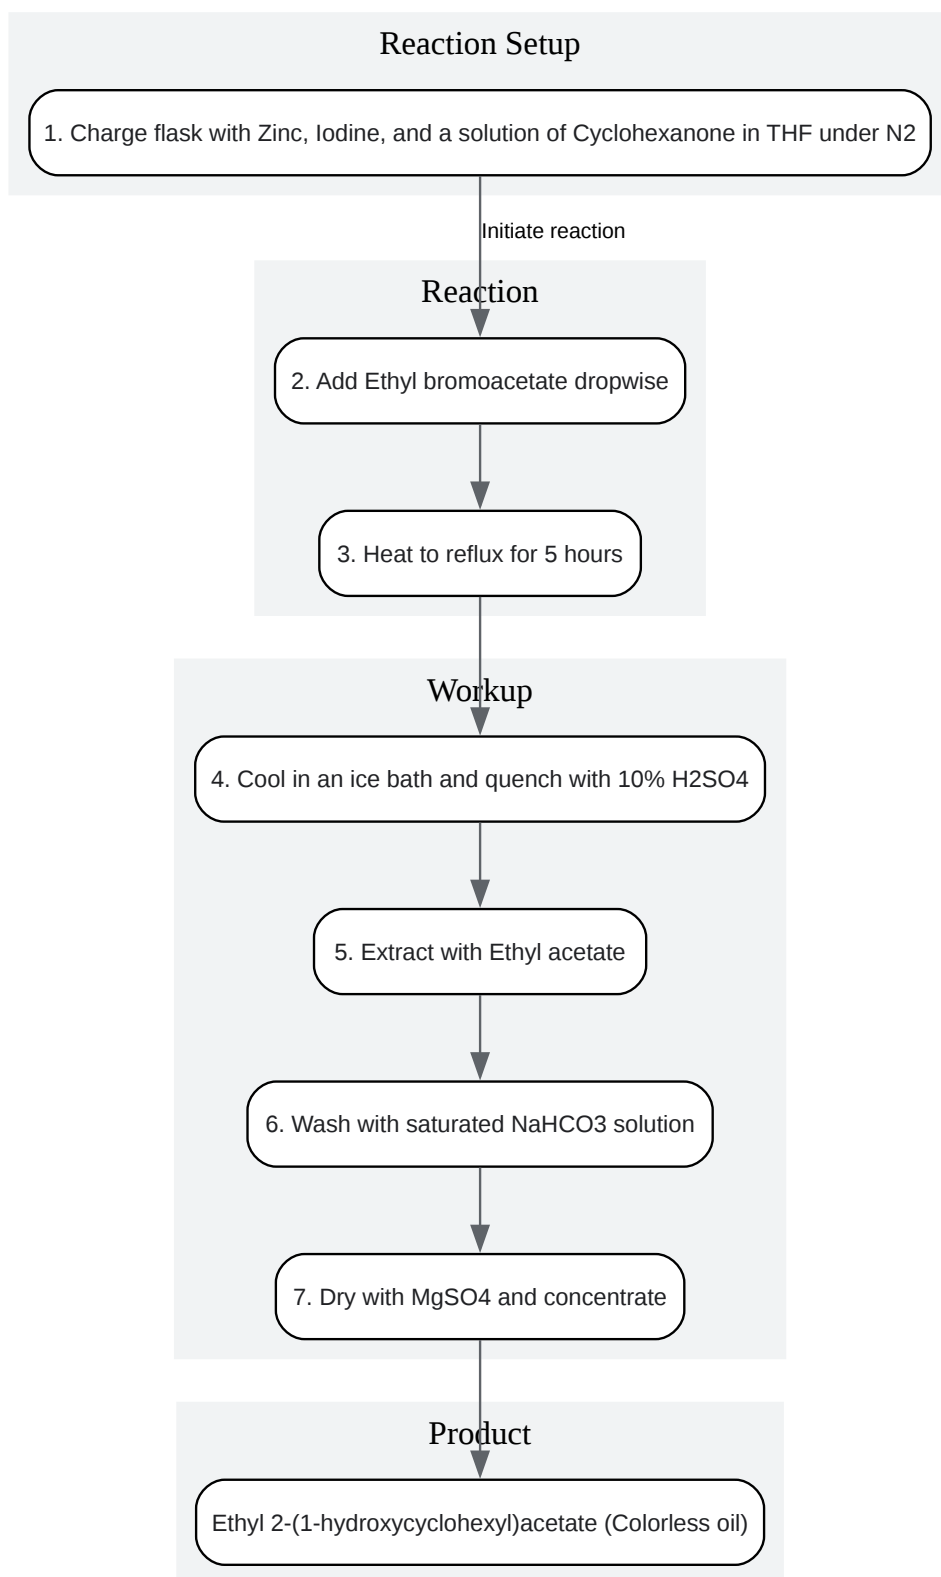 Reaction Setup
1. Charge flask with Zinc, Iodine, and a solution of Cyclohexanone in THF under N2
Initiate reaction
Reaction
2. Add Ethyl bromoacetate dropwise
3. Heat to reflux for 5 hours
Workup
4. Cool in an ice bath and quench with 10% H2SO4
5. Extract with Ethyl acetate
6. Wash with saturated NaHCO3 solution
7. Dry with MgSO4 and concentrate
Product
Ethyl 2-(1-hydroxycyclohexyl)acetate (Colorless oil)